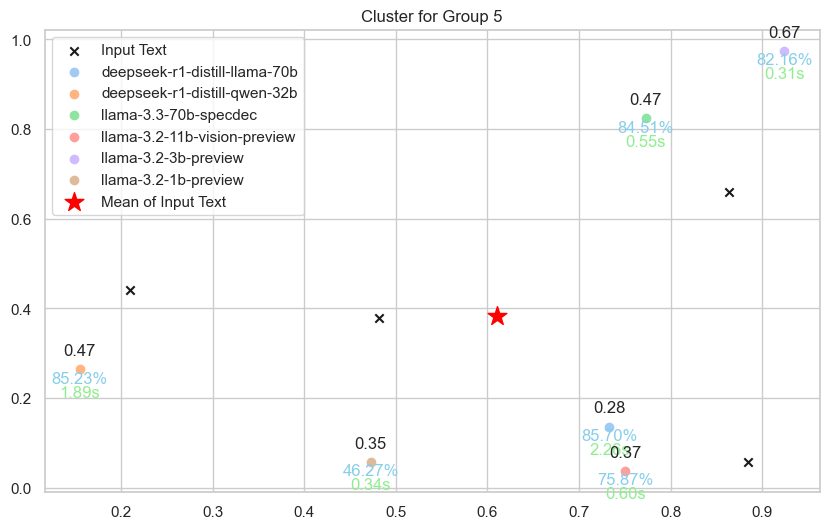 Cluster for Group 5
Input Text
deepseek-r1-distill-llama-70b
deepseek-r1-distill-qwen-32b
llama-3.3-70b-specdec
llama-3.2-11b-vision-preview
llama-3.2-3b-preview
llama-3.2-1b-preview
Mean of Input Text
0.67
82.16%
0.31s
0.47
84.51%
0.55s
0.47
85.23%
1.89s
0.35
46.27%
0.34s
0.28
85.70%
0.37
75.87%
0.60s
1.0
0.8
0.6
0.4
0.2
0.0
0.2
0.3
0.4
0.5
0.6
0.7
0.8
0.9